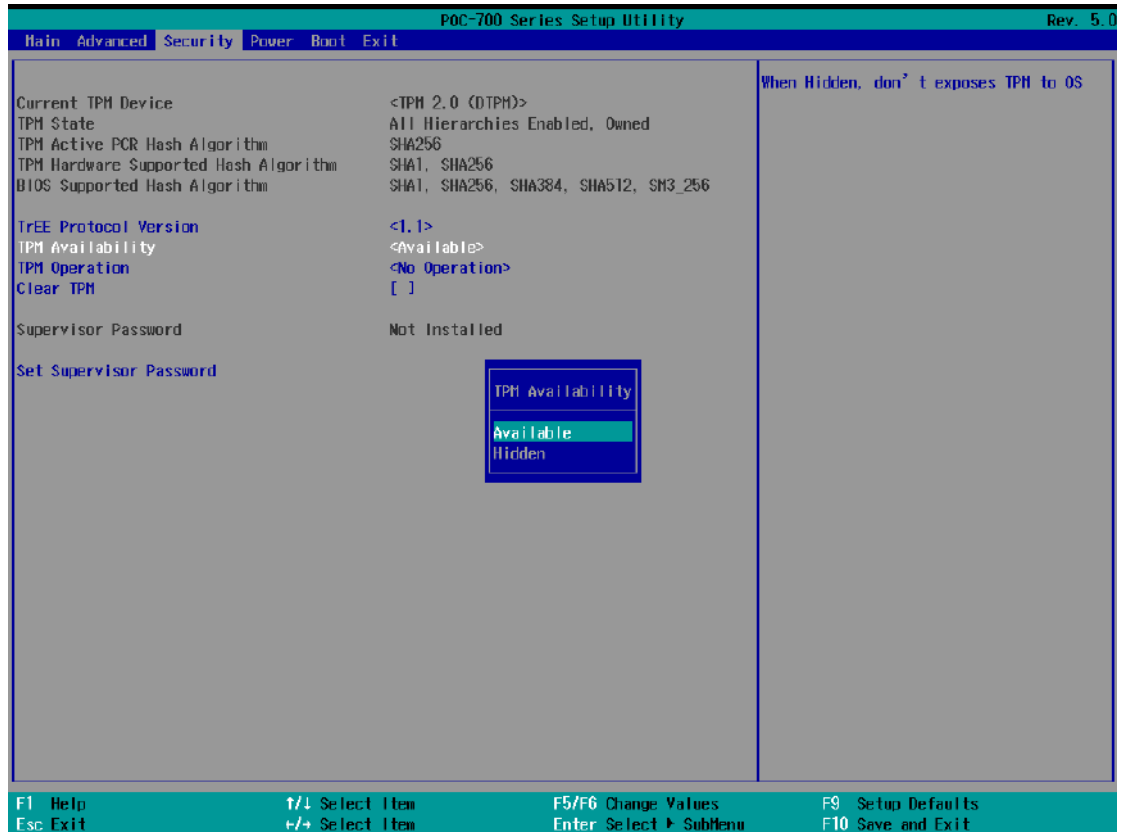 POC-700 Series Setup Utility Rev. 5.0
Main Advanced Security Power Boot Exit
When Hidden, don't exposes TPM to OS
Current TPM Device <TPM 2.0 (DTPM)>
TPM State All Hierarchies Enabled, Owned
TPM Active PCR Hash Algorithm SHA256
TPM Hardware Supported Hash Algorithm SHA1, SHA256
BIOS Supported Hash Algorithm SHA1, SHA256, SHA384, SHA512, SM3_256
TrEE Protocol Version <1.1>
TPM Availability <Available>
TPM Operation <No Operation>
Clear TPM [ ]
Supervisor Password Not Installed
Set Supervisor Password
TPM Availability
Available
Hidden
F1 Help ↑/↓ Select Item F5/F6 Change Values F9 Setup Defaults
Esc Exit ←/→ Select Item Enter Select ▶ SubMenu F10 Save and Exit